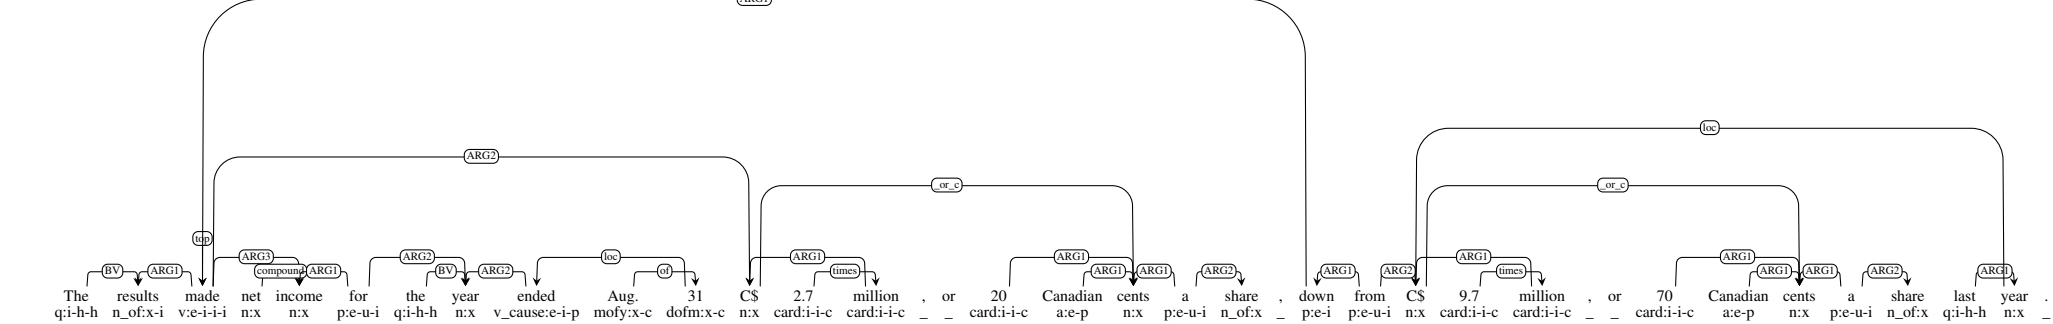 ARG1
loc
ARG2
_or_c _or_c
top
ARG3 ARG2 loc ARG1 ARG1 ARG1 ARG1
BV ARG1 compound ARG1 BV ARG2 of times ARG1 ARG1 ARG2 ARG1 ARG2 times ARG1 ARG1 ARG2 ARG1
The results made net income for the year ended Aug. 31 C$ 2.7 million , or 20 Canadian cents a share , down from C$ 9.7 million , or 70 Canadian cents a share last year .
q:i-h-h n_of:x-i v:e-i-i-i n:x n:x p:e-u-i q:i-h-h n:x v_cause:e-i-p mofy:x-c dofm:x-c n:x card:i-i-c card:i-i-c _ _ card:i-i-c a:e-p n:x p:e-u-i n_of:x _ p:e-i p:e-u-i n:x card:i-i-c card:i-i-c _ _ card:i-i-c a:e-p n:x p:e-u-i n_of:x q:i-h-h n:x _